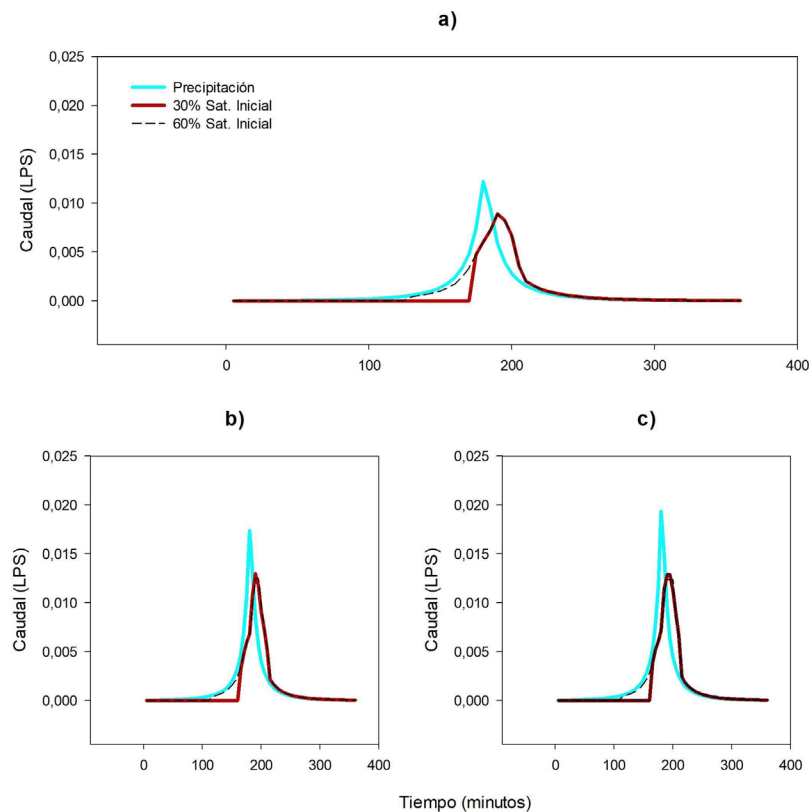 a)
0,025
0,020
0,015
0,010
0,005
0,000
Caudal (LPS)
Precipitación
30% Sat. Inicial
60% Sat. Inicial
0 100 200 300 400
b)
0,025
0,020
0,015
0,010
0,005
0,000
Caudal (LPS)
0 100 200 300 400
c)
0,025
0,020
0,015
0,010
0,005
0,000
Caudal (LPS)
0 100 200 300 400
Tiempo (minutos)